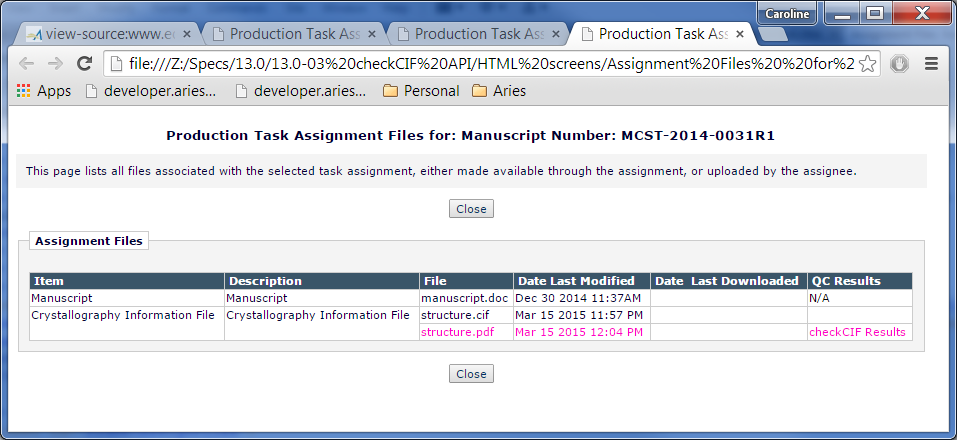 Caroline
view-source:www.ed
Production Task Ass
Production Task Ass
Production Task Ass
file:///Z:/Specs/13.0/13.0-03%20checkCIF%20API/HTML%20screens/Assignment%20Files%20%20for%2
Apps developer.aries... developer.aries... Personal Aries
Production Task Assignment Files for: Manuscript Number: MCST-2014-0031R1
This page lists all files associated with the selected task assignment, either made available through the assignment, or uploaded by the assignee.
Close
Assignment Files
Item Description File Date Last Modified Date Last Downloaded QC Results
Manuscript Manuscript manuscript.doc Dec 30 2014 11:37AM N/A
Crystallography Information File Crystallography Information File structure.cif Mar 15 2015 11:57 PM
structure.pdf Mar 15 2015 12:04 PM checkCIF Results
Close